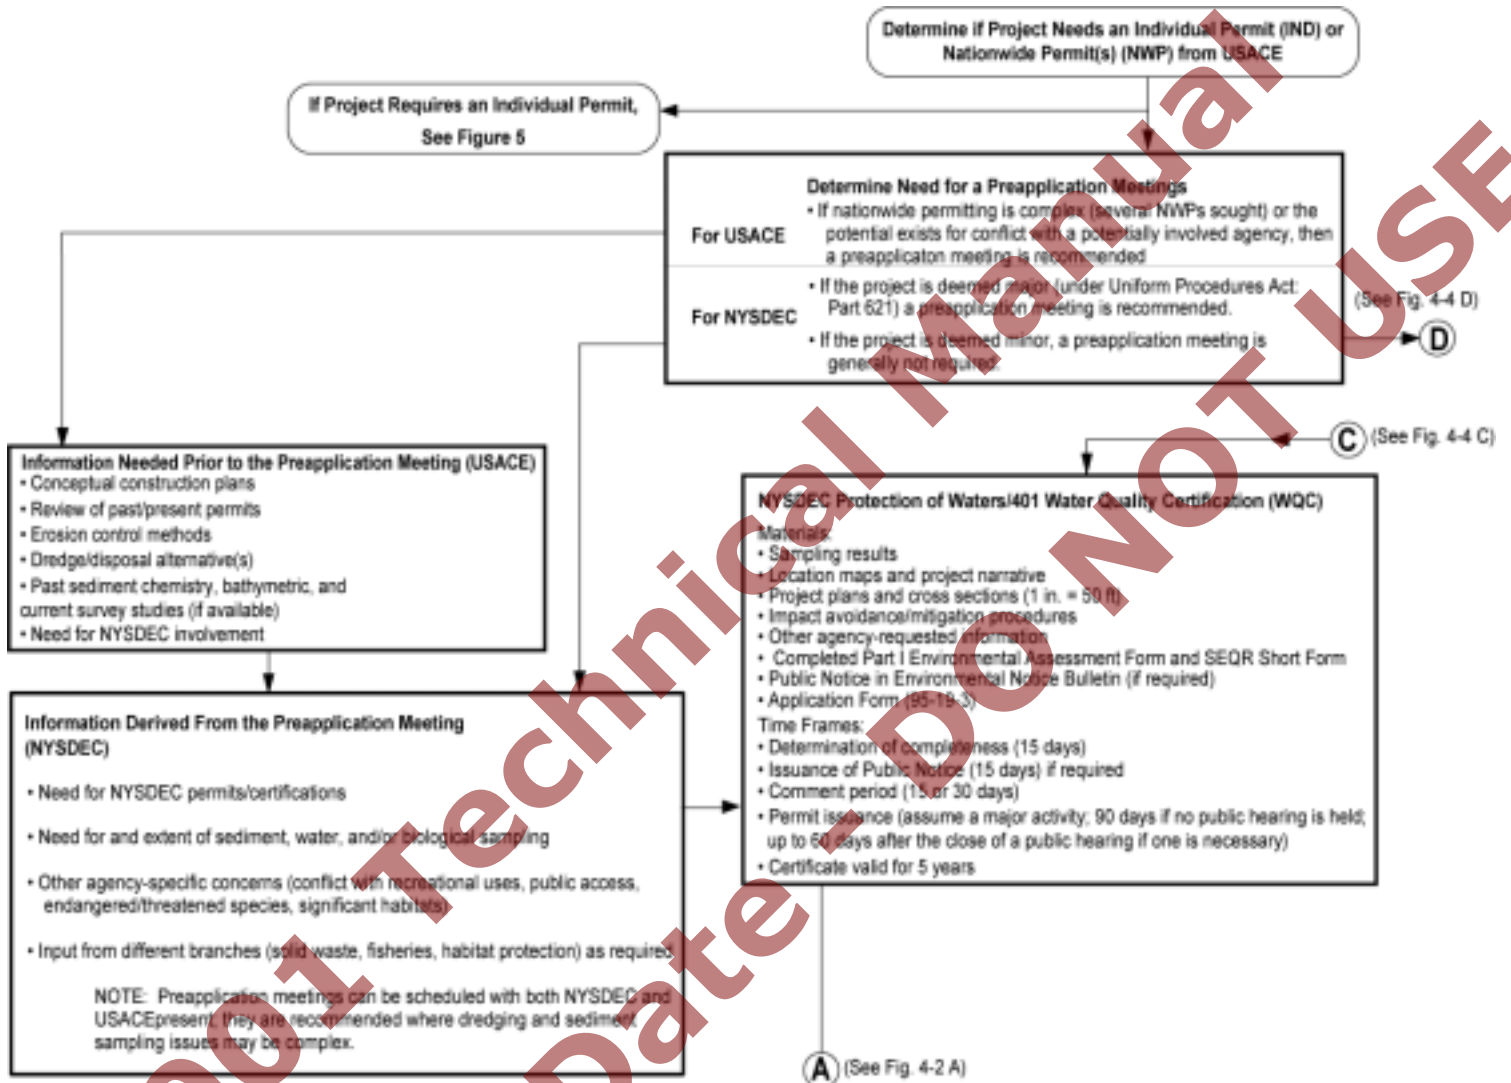 Determine if Project Needs an Individual Permit (IND) or
Nationwide Permit(s) (NWP) from USACE
If Project Requires an Individual Permit,
See Figure 5
Determine Need for a Preapplication Meetings
For USACE
• If nationwide permitting is complex (several NWPs sought) or the
potential exists for conflict with a potentially involved agency, then
a preapplicaton meeting is recommended
For NYSDEC
• If the project is deemed major (under Uniform Procedures Act:
Part 621) a preapplication meeting is recommended.
• If the project is deemed minor, a preapplication meeting is
generally not required.
(See Fig. 4-4 D)
D
C (See Fig. 4-4 C)
Information Needed Prior to the Preapplication Meeting (USACE)
• Conceptual construction plans
• Review of past/present permits
• Erosion control methods
• Dredge/disposal alternative(s)
• Past sediment chemistry, bathymetric, and
current survey studies (if available)
• Need for NYSDEC involvement
NYSDEC Protection of Waters/401 Water Quality Certification (WQC)
Materials:
• Sampling results
• Location maps and project narrative
• Project plans and cross sections (1 in. = 50 ft)
• Impact avoidance/mitigation procedures
• Other agency-requested information
• Completed Part I Environmental Assessment Form and SEQR Short Form
• Public Notice in Environmental Notice Bulletin (if required)
• Application Form (95-19-3)
Time Frames:
• Determination of completeness (15 days)
• Issuance of Public Notice (15 days) if required
• Comment period (15 or 30 days)
• Permit issuance (assume a major activity; 90 days if no public hearing is held;
up to 60 days after the close of a public hearing if one is necessary)
• Certificate valid for 5 years
Information Derived From the Preapplication Meeting
(NYSDEC)
• Need for NYSDEC permits/certifications
• Need for and extent of sediment, water, and/or biological sampling
• Other agency-specific concerns (conflict with recreational uses, public access,
endangered/threatened species, significant habitats)
• Input from different branches (solid waste, fisheries, habitat protection) as required
NOTE: Preapplication meetings can be scheduled with both NYSDEC and
USACEpresent; they are recommended where dredging and sediment
sampling issues may be complex.
A (See Fig. 4-2 A)
001 Technical Manual
Date - DO NOT USE